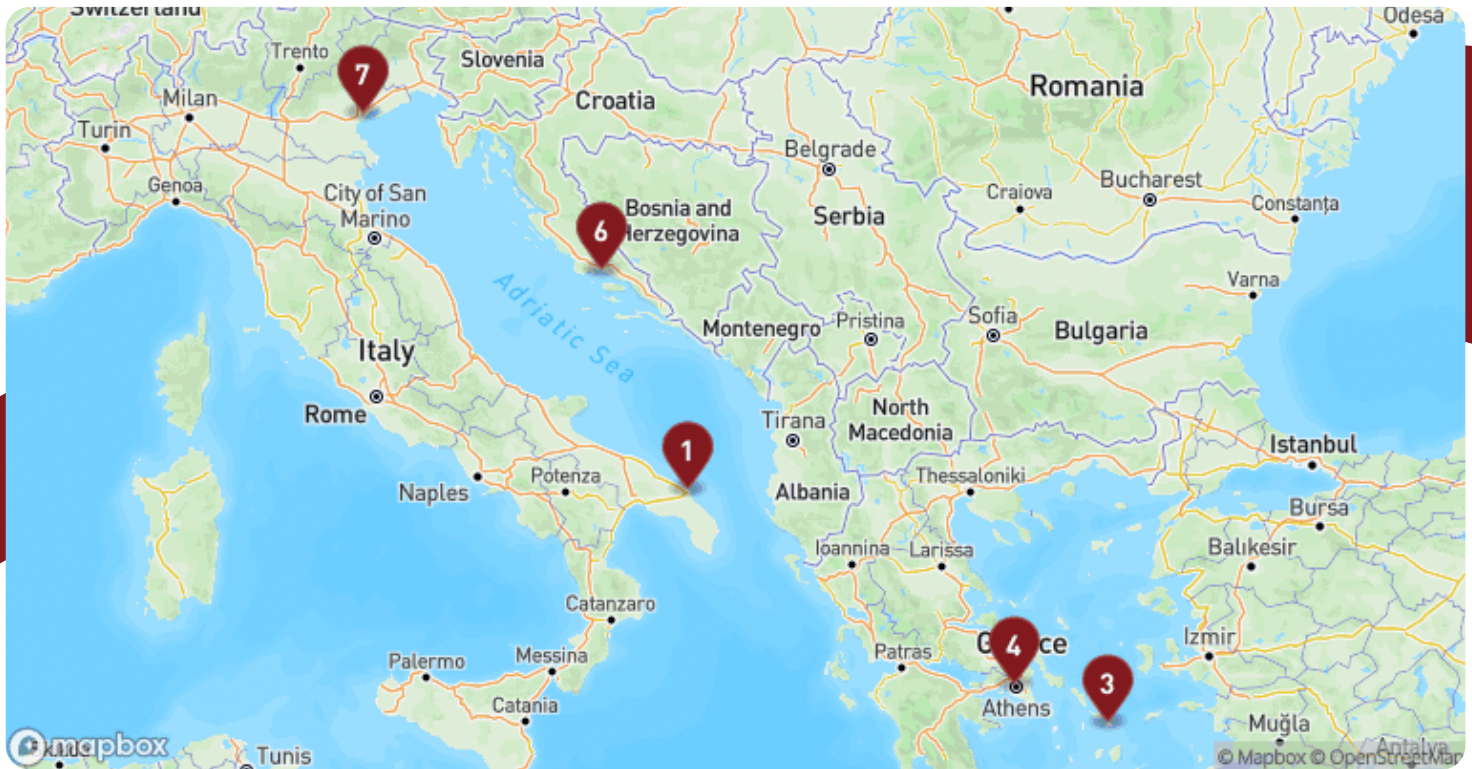 Switzerland
Odesa
Trento
Slovenia
7
Milan
Croatia
Romania
Turin
Belgrade
Genoa
City of San
Marino
Craiova
Bucharest
Constanța
6
Bosnia and
Herzegovina
Serbia
Varna
Adriatic Sea
Montenegro
Pristina
Sofia
Bulgaria
Italy
Rome
Tirana
North
Macedonia
1
Istanbul
Naples
Potenza
Albania
Thessaloniki
Bursa
Ioannina
Larissa
Balıkesir
Catanzaro
Patras
4
Izmir
Palermo
Messina
3
Catania
Athens
Muğla
mapbox
Tunis
Antalya
© Mapbox © OpenStreetMap